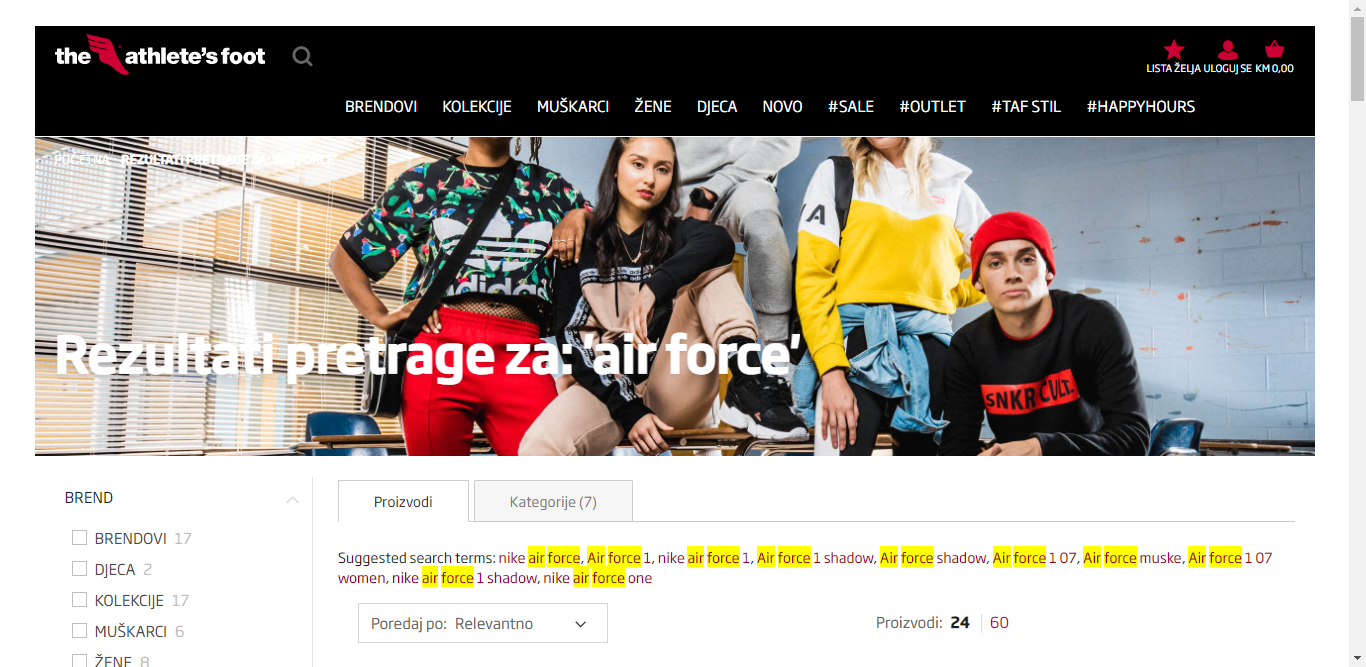 the athlete's foot
LISTA ŽELJA ULOGUJ SE KM 0,00
BRENDOVI KOLEKCIJE MUŠKARCI ŽENE DJECA NOVO #SALE #OUTLET #TAF STIL #HAPPYHOURS
POČETNA REZULTATI PRETRAGE ZA: 'AIR FORCE'
adidas
SNKR CULT.
Rezultati pretrage za: 'air force'
BREND
BRENDOVI 17
DJECA 2
KOLEKCIJE 17
MUŠKARCI 6
ŽENE 8
Proizvodi Kategorije (7)
Suggested search terms: nike air force, Air force 1, nike air force 1, Air force 1 shadow, Air force shadow, Air force 1 07, Air force muske, Air force 1 07
women, nike air force 1 shadow, nike air force one
Poredaj po: Relevantno
Proizvodi: 24 60